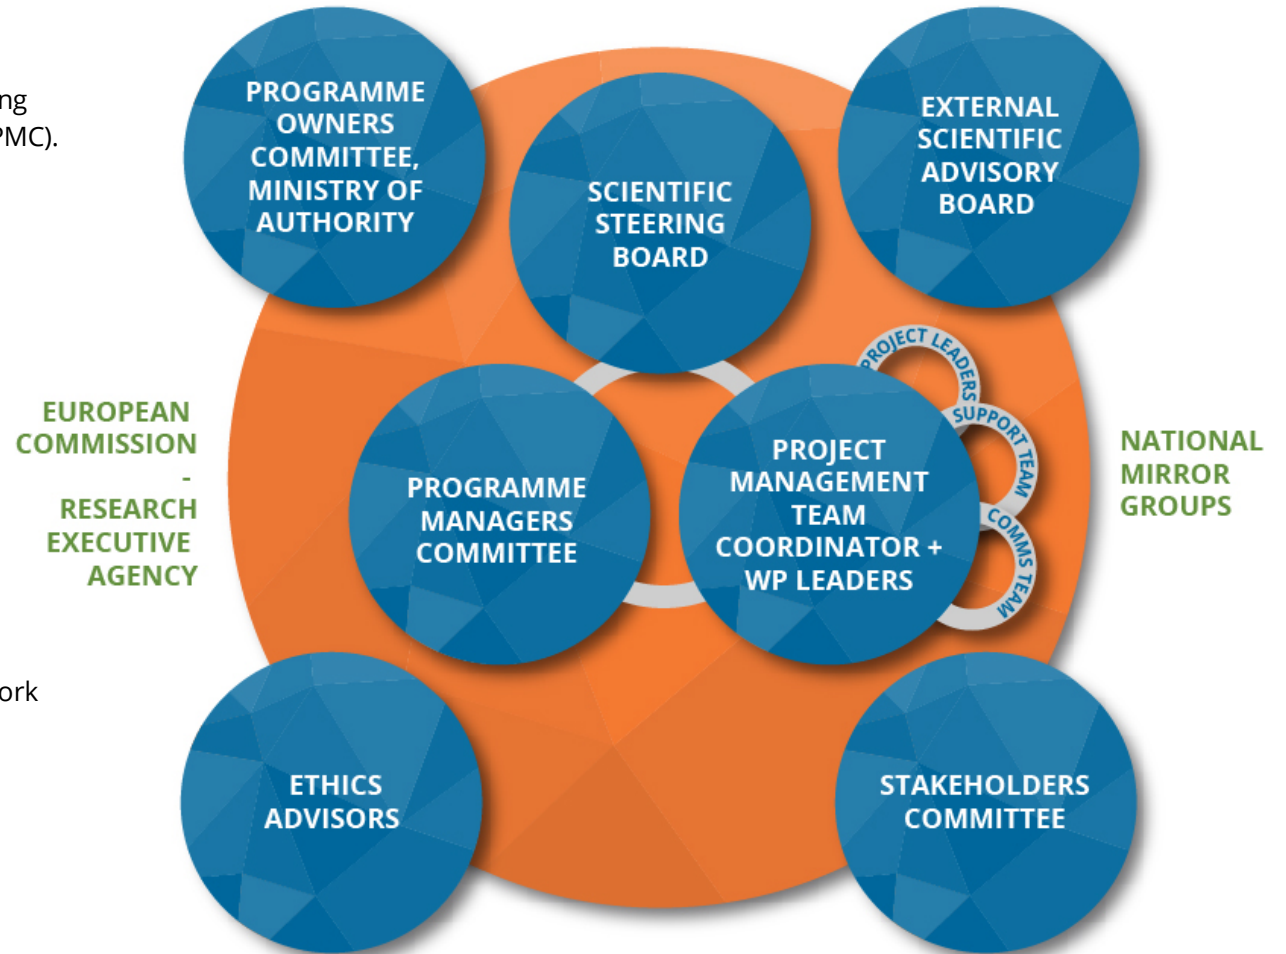 ng
PMC).
ork
PROGRAMME
OWNERS
COMMITTEE,
MINISTRY OF
AUTHORITY
SCIENTIFIC
STEERING
BOARD
EXTERNAL
SCIENTIFIC
ADVISORY
BOARD
EUROPEAN
COMMISSION
-
RESEARCH
EXECUTIVE
AGENCY
PROGRAMME
MANAGERS
COMMITTEE
PROJECT
MANAGEMENT
TEAM
COORDINATOR +
WP LEADERS
PROJECT LEADERS
SUPPORT TEAM
COMMS TEAM
NATIONAL
MIRROR
GROUPS
ETHICS
ADVISORS
STAKEHOLDERS
COMMITTEE